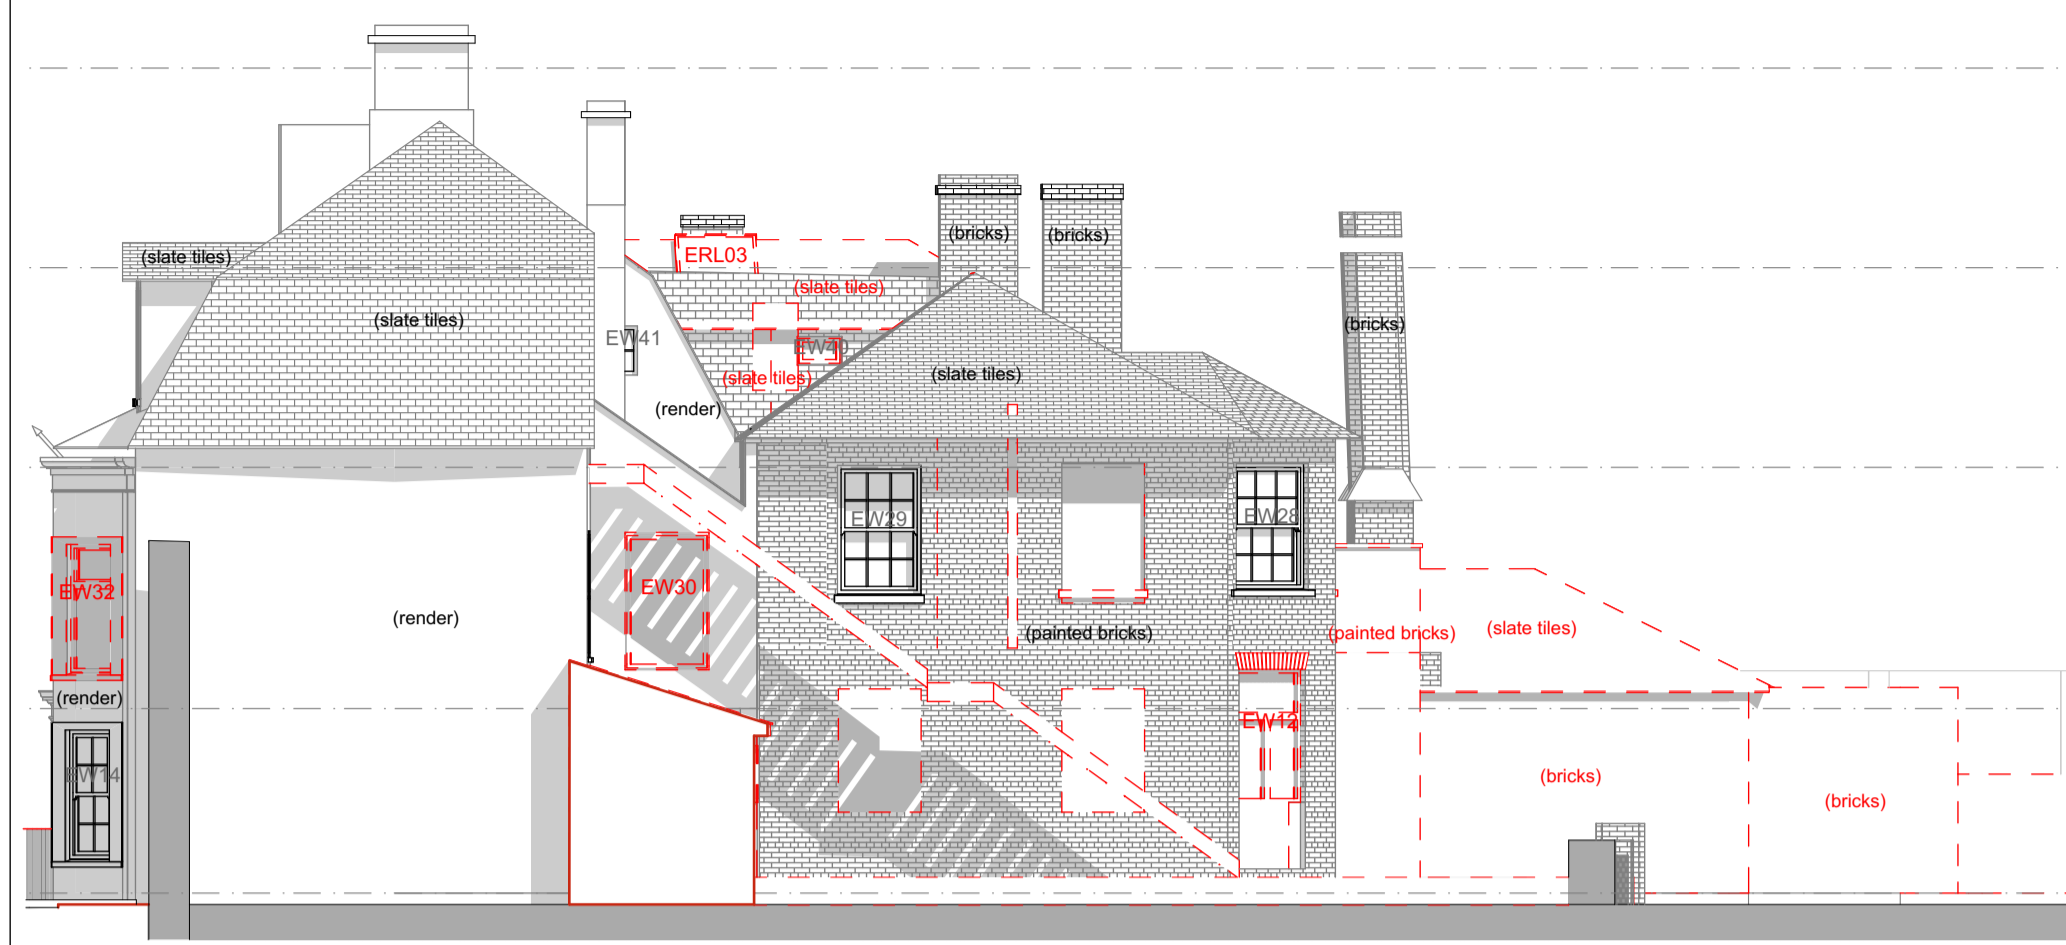 (bricks)
(bricks)
ERL03
(slate tiles)
(slate tiles)
(slate tiles)
(bricks)
EW41
EW40
(slate tiles)
(slate tiles)
(render)
EW29
EW28
EW32
EW30
(render)
(painted bricks)
(painted bricks)
(slate tiles)
(render)
EW12
EW14
(bricks)
(bricks)